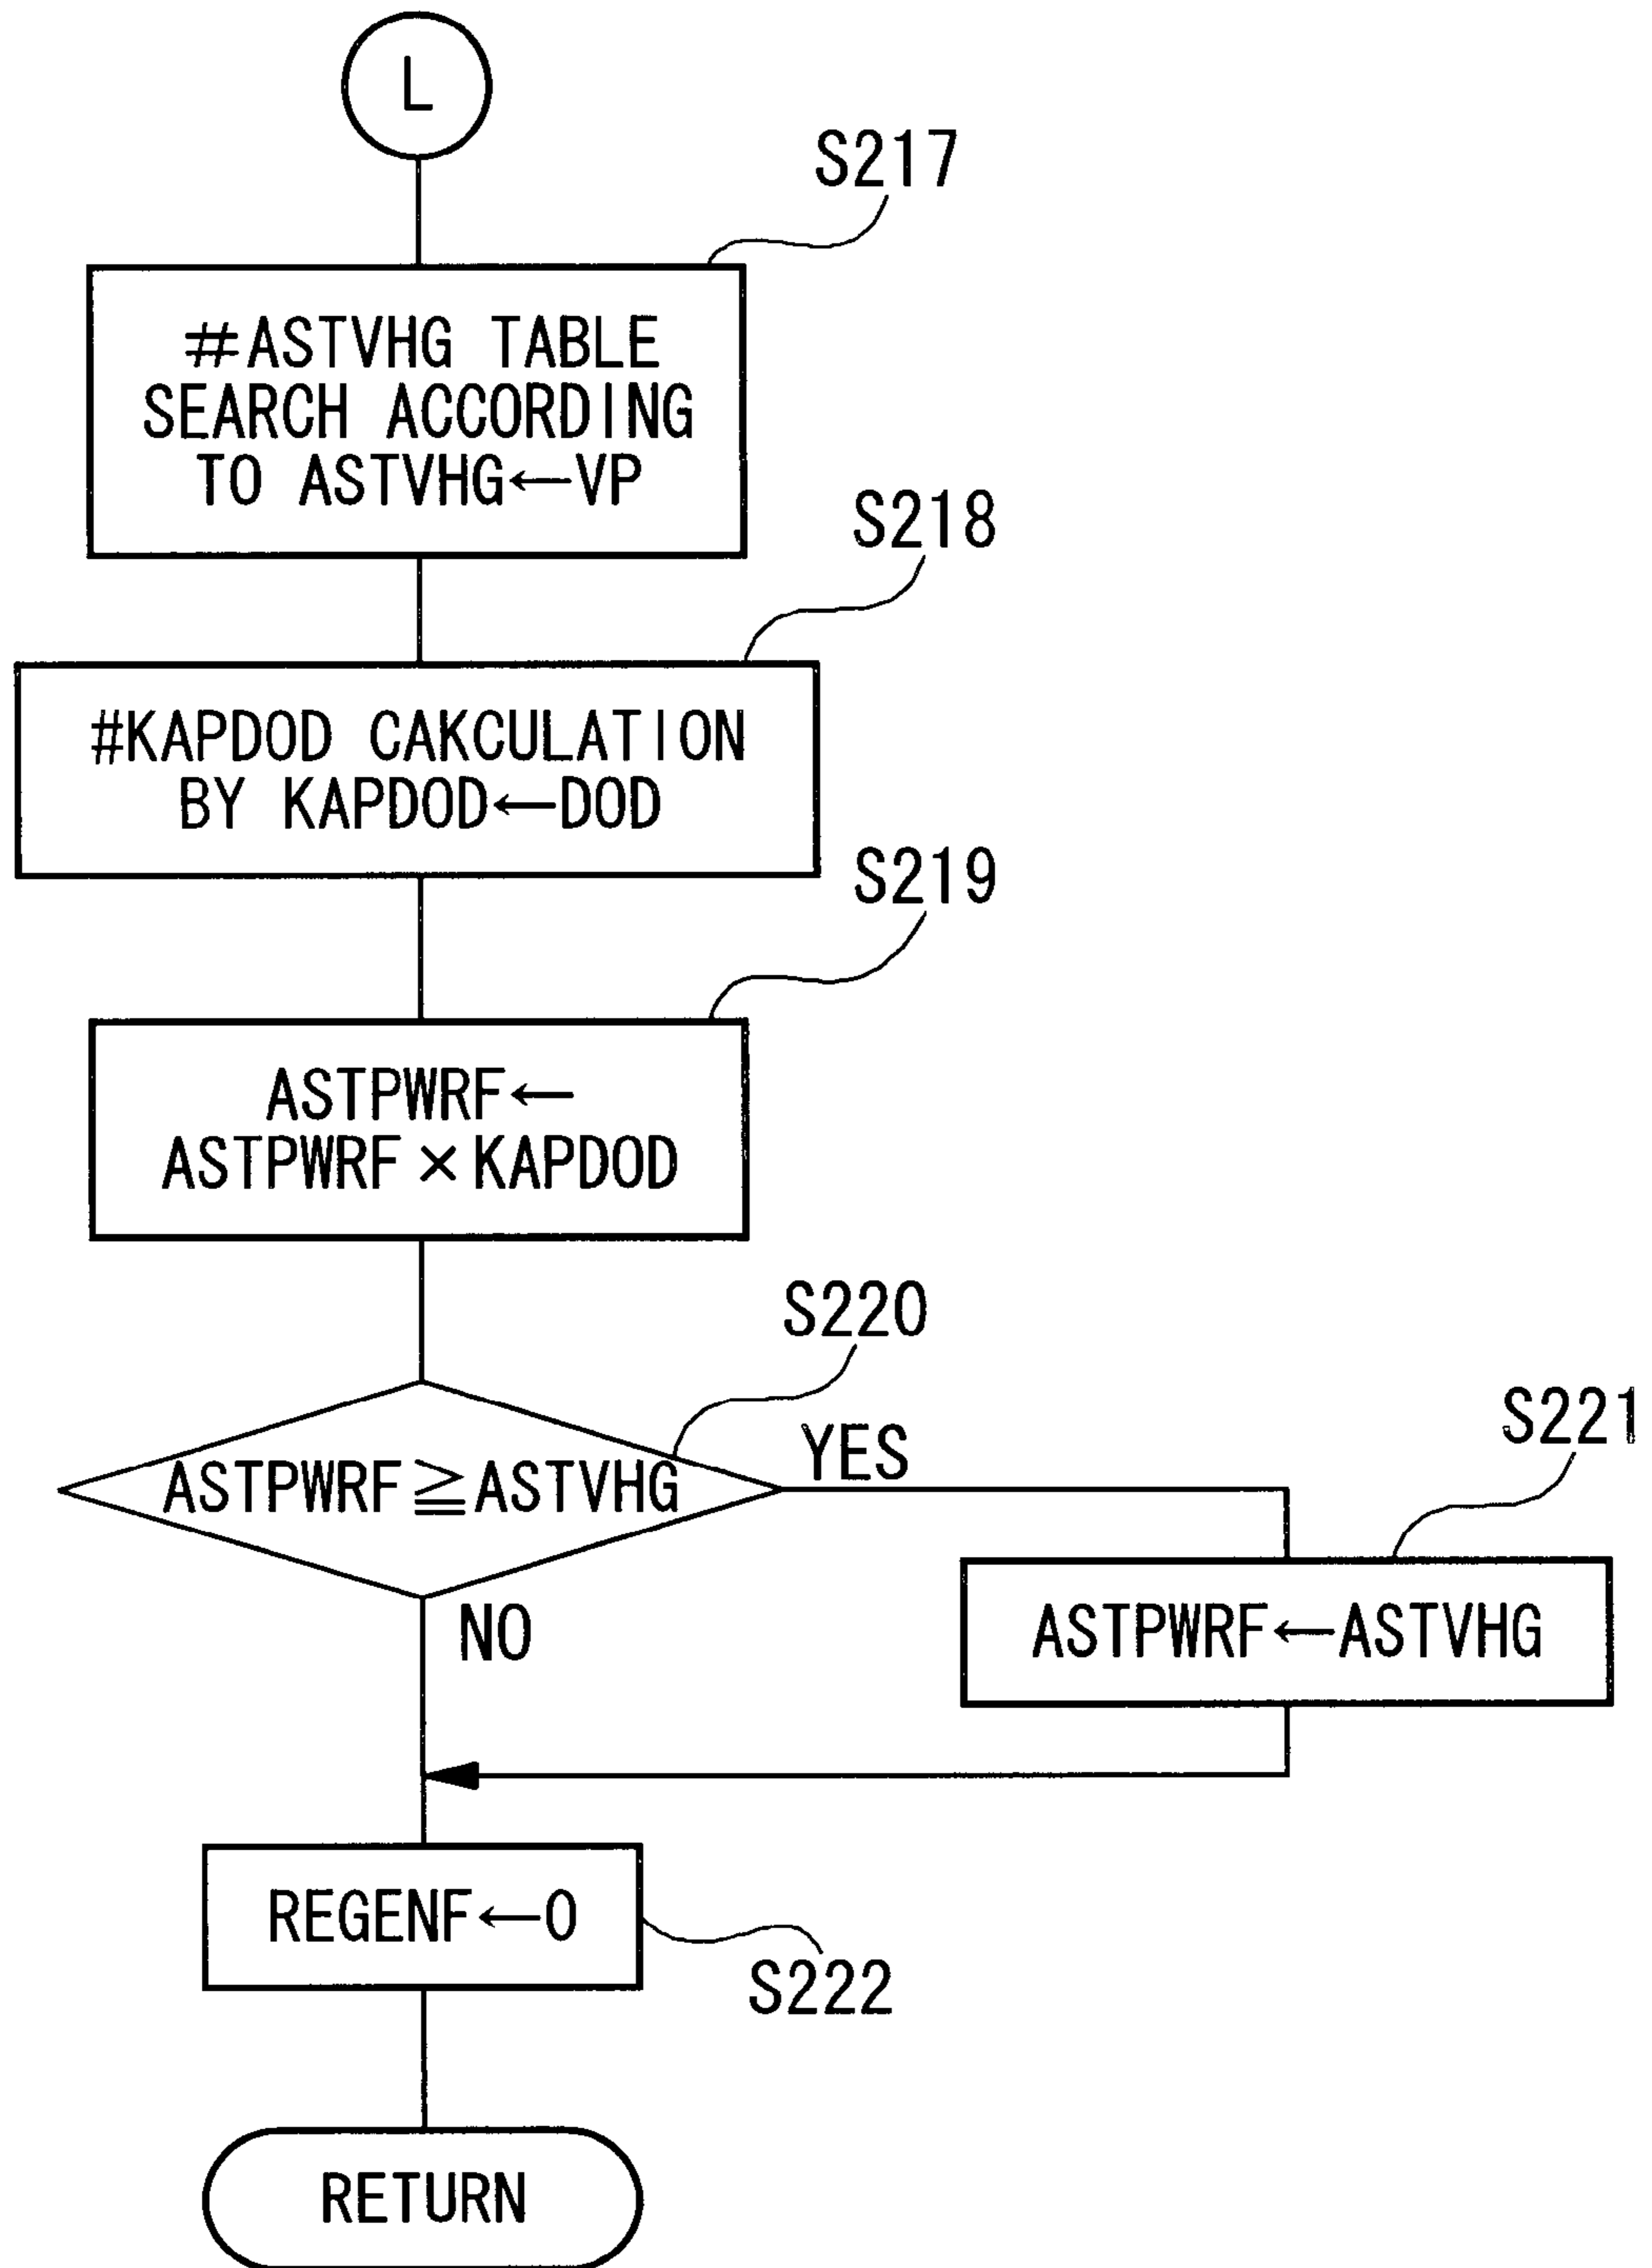 L
S217
#ASTVHG TABLE
SEARCH ACCORDING
TO ASTVHG←VP
S218
#KAPDOD CAKCULATION
BY KAPDOD←DOD
S219
ASTPWRF←
ASTPWRF×KAPDOD
S220
ASTPWRF≧ASTVHG
YES
S221
ASTPWRF←ASTVHG
NO
REGENF←0
S222
RETURN